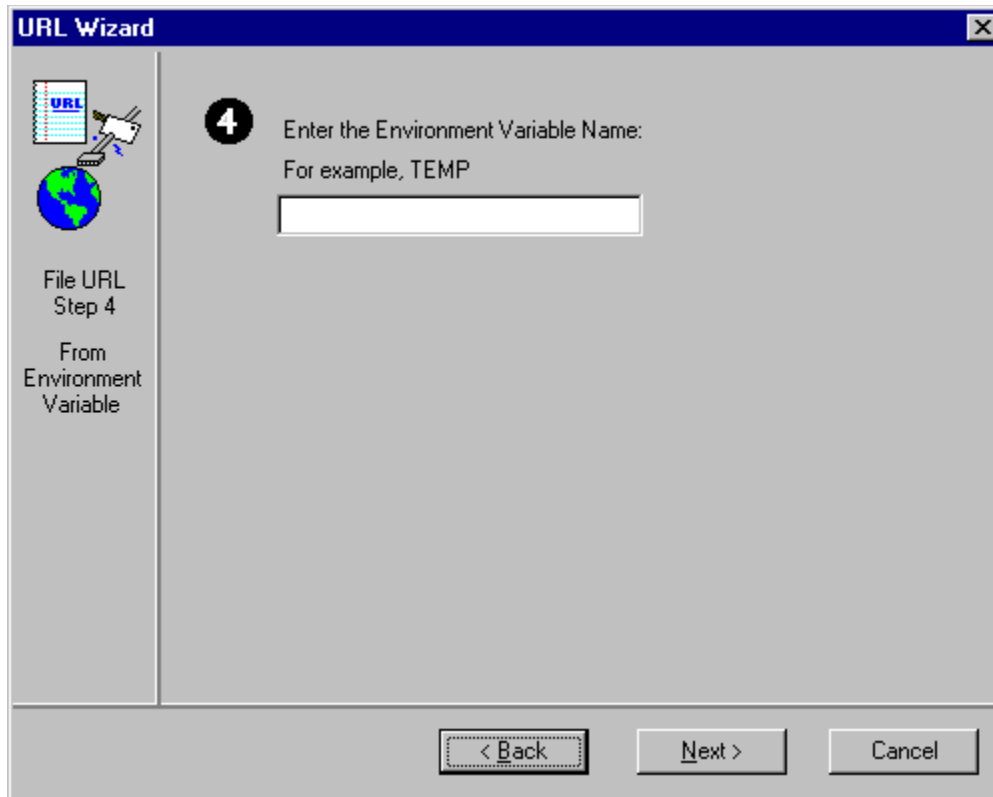 URL Wizard
URL
4
Enter the Environment Variable Name:
For example, TEMP
File URL
Step 4
From
Environment
Variable
< Back
Next >
Cancel